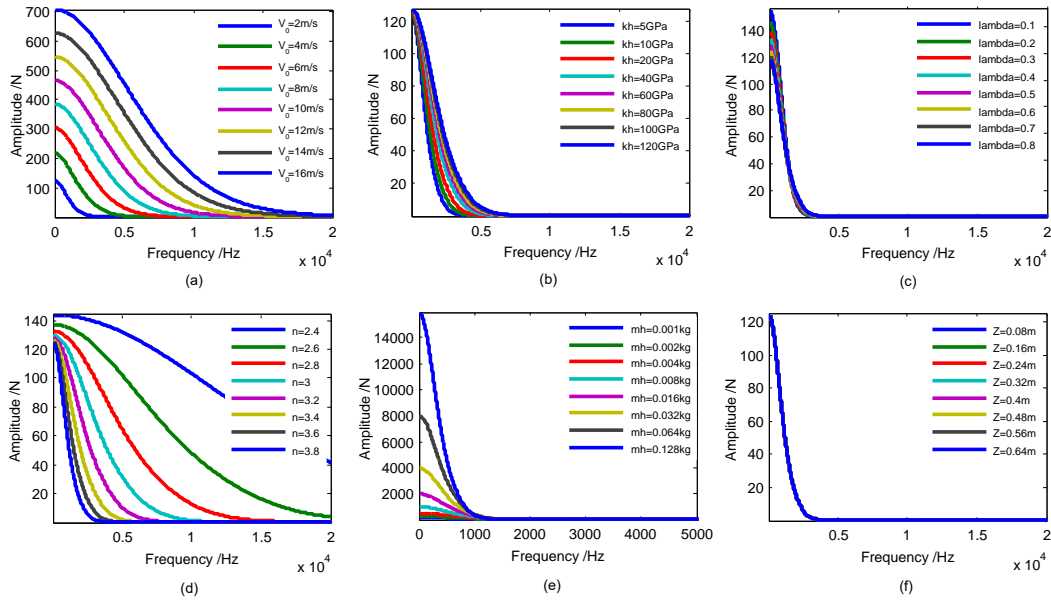 700
600
500
400
300
200
100
Amplitude /N
V0=2m/s
V0=4m/s
V0=6m/s
V0=8m/s
V0=10m/s
V0=12m/s
V0=14m/s
V0=16m/s
0 0.5 1 1.5 2
x 10^4
Frequency /Hz
(a)
120
100
80
60
40
20
Amplitude /N
kh=5GPa
kh=10GPa
kh=20GPa
kh=40GPa
kh=60GPa
kh=80GPa
kh=100GPa
kh=120GPa
0.5 1 1.5 2
x 10^4
Frequency /Hz
(b)
140
120
100
80
60
40
20
Amplitude /N
lambda=0.1
lambda=0.2
lambda=0.3
lambda=0.4
lambda=0.5
lambda=0.6
lambda=0.7
lambda=0.8
0.5 1 1.5 2
x 10^4
Frequency /Hz
(c)
140
120
100
80
60
40
20
Amplitude /N
n=2.4
n=2.6
n=2.8
n=3
n=3.2
n=3.4
n=3.6
n=3.8
0.5 1 1.5 2
x 10^4
Frequency /Hz
(d)
14000
12000
10000
8000
6000
4000
2000
Amplitude /N
mh=0.001kg
mh=0.002kg
mh=0.004kg
mh=0.008kg
mh=0.016kg
mh=0.032kg
mh=0.064kg
mh=0.128kg
0 1000 2000 3000 4000 5000
Frequency /Hz
(e)
120
100
80
60
40
20
Amplitude /N
Z=0.08m
Z=0.16m
Z=0.24m
Z=0.32m
Z=0.4m
Z=0.48m
Z=0.56m
Z=0.64m
0.5 1 1.5 2
x 10^4
Frequency /Hz
(f)